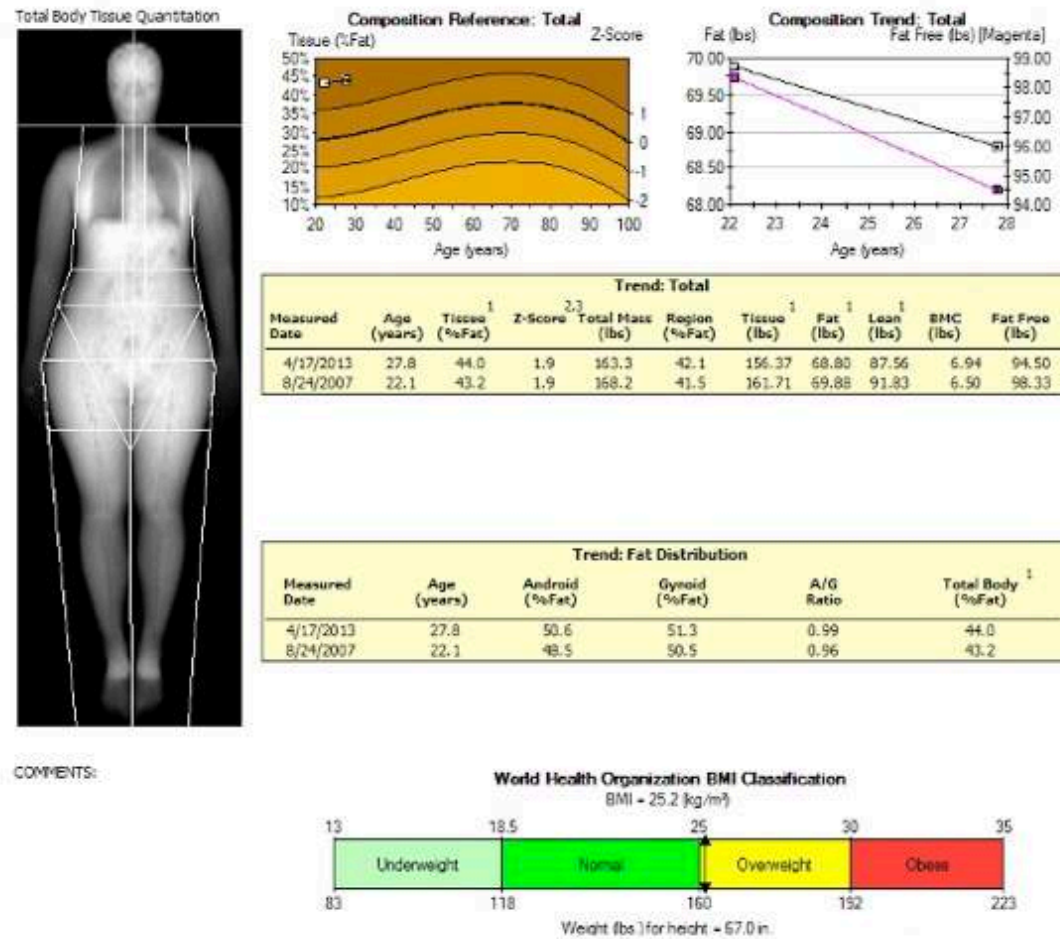 Total Body Tissue Quantitation
Composition Reference: Total
Tissue (%Fat) Z-Score
50%
45%
40%
35%
30%
25%
20%
15%
10%
1
0
-1
-2
20 30 40 50 60 70 80 90 100
Age (years)
Composition Trend: Total
Fat (lbs) Fat Free (lbs) [Magenta]
70.00 99.00
69.50 98.00
97.00
69.00 96.00
68.50 95.00
68.00 94.00
22 23 24 25 26 27 28
Age (years)
Trend: Total
Measured Date Age (years) Tissue (%Fat) 1 Z-Score 2,3 Total Mass (lbs) Region (%Fat) Tissue (lbs) 1 Fat (lbs) 1 Lean (lbs) 1 BMC (lbs) Fat Free (lbs)
4/17/2013 27.8 44.0 1.9 163.3 42.1 156.37 68.80 87.56 6.94 94.50
8/24/2007 22.1 43.2 1.9 168.2 41.5 161.71 69.88 91.83 6.50 98.33
Trend: Fat Distribution
Measured Date Age (years) Android (%Fat) Gynoid (%Fat) A/G Ratio Total Body (%Fat) 1
4/17/2013 27.8 50.6 51.3 0.99 44.0
8/24/2007 22.1 48.5 50.5 0.96 43.2
COMMENTS:
World Health Organization BMI Classification
BMI = 25.2 (kg/m²)
13 18.5 25 30 35
Underweight Normal Overweight Obese
83 118 160 192 223
Weight (lbs) for height = 67.0 in.